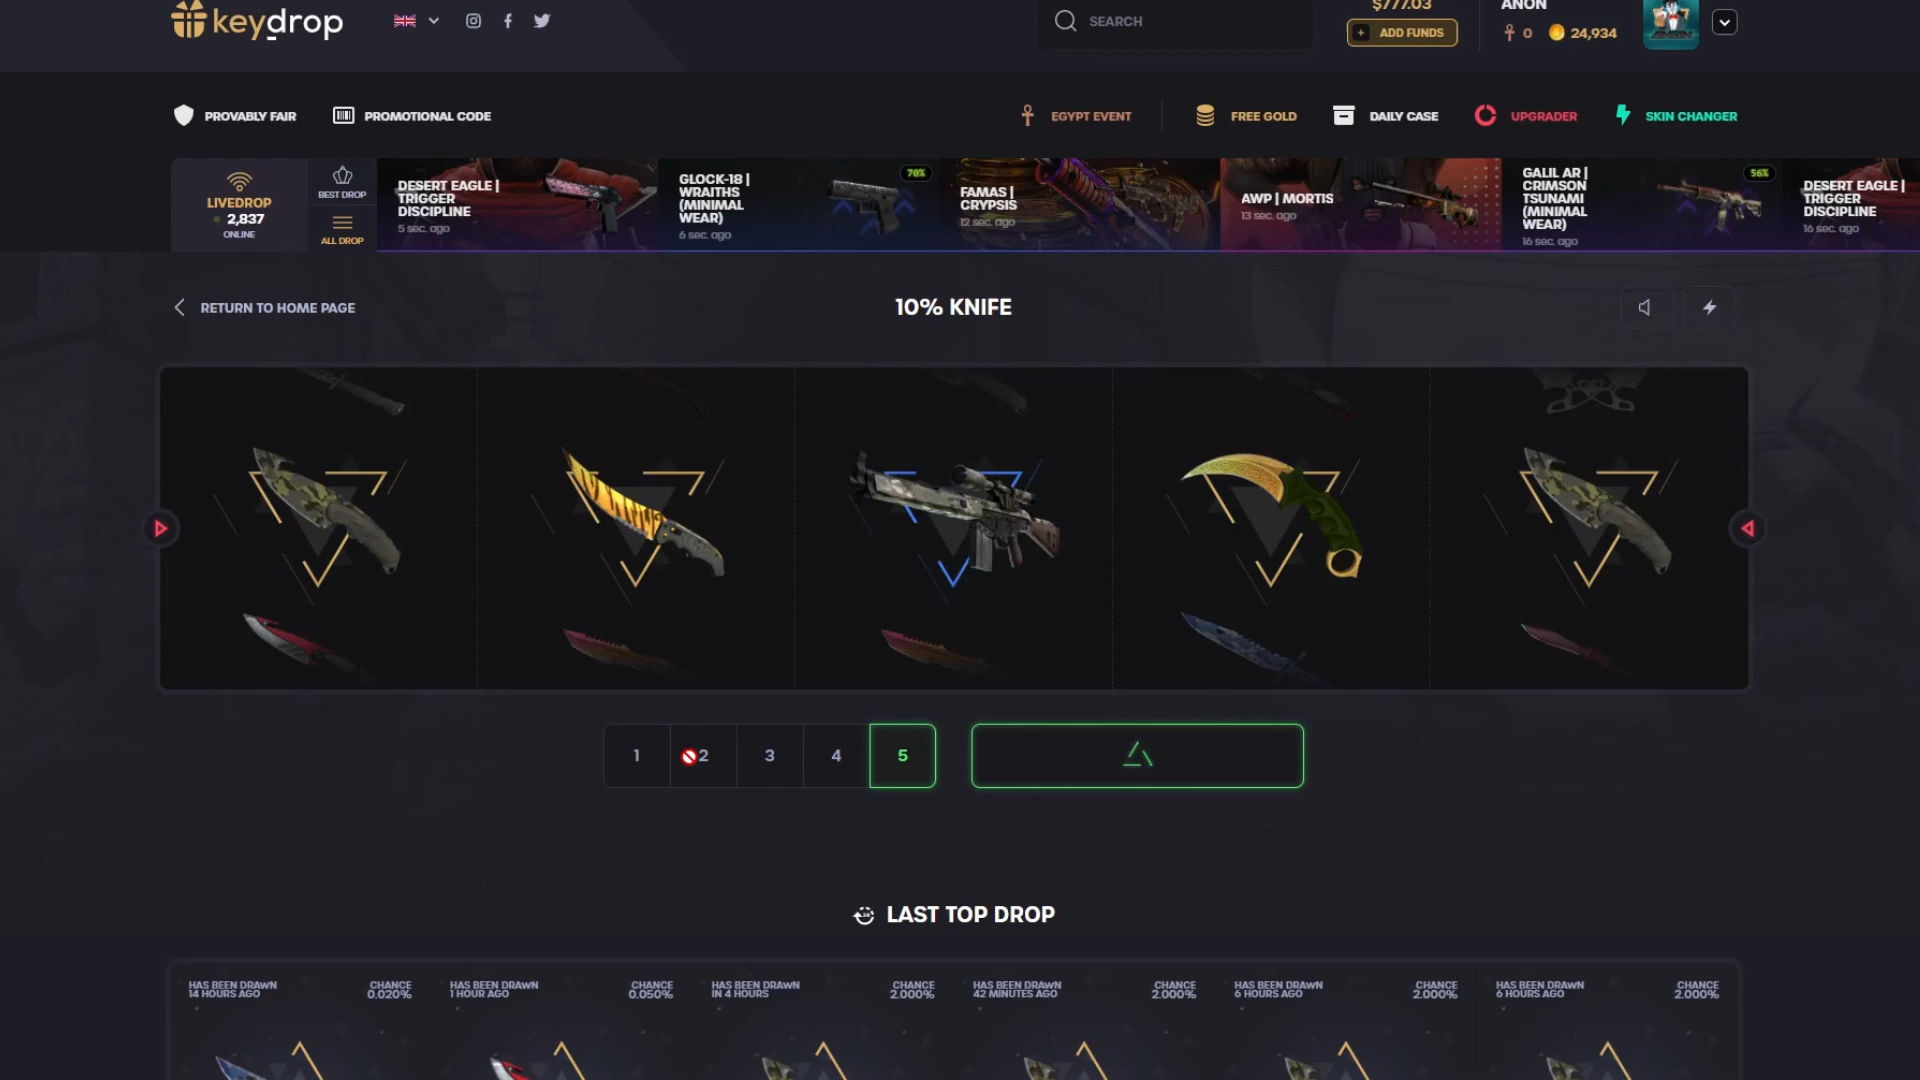 keydrop
SEARCH
$777.03
+ ADD FUNDS
ANON
0
24,934
PROVABLY FAIR
PROMOTIONAL CODE
EGYPT EVENT
FREE GOLD
DAILY CASE
UPGRADER
SKIN CHANGER
LIVEDROP
2,837
ONLINE
BEST DROP
ALL DROP
DESERT EAGLE |
TRIGGER
DISCIPLINE
5 sec. ago
GLOCK-18 |
WRAITHS
(MINIMAL
WEAR)
6 sec. ago
70%
FAMAS |
CRYPSIS
12 sec. ago
AWP | MORTIS
13 sec. ago
GALIL AR |
CRIMSON
TSUNAMI
(MINIMAL
WEAR)
16 sec. ago
56%
DESERT EAGLE |
TRIGGER
DISCIPLINE
16 sec. ago
RETURN TO HOME PAGE
10% KNIFE
1
2
3
4
5
LAST TOP DROP
HAS BEEN DRAWN
14 HOURS AGO
CHANCE
0.020%
HAS BEEN DRAWN
1 HOUR AGO
CHANCE
0.050%
HAS BEEN DRAWN
IN 4 HOURS
CHANCE
2.000%
HAS BEEN DRAWN
42 MINUTES AGO
CHANCE
2.000%
HAS BEEN DRAWN
6 HOURS AGO
CHANCE
2.000%
HAS BEEN DRAWN
6 HOURS AGO
CHANCE
2.000%